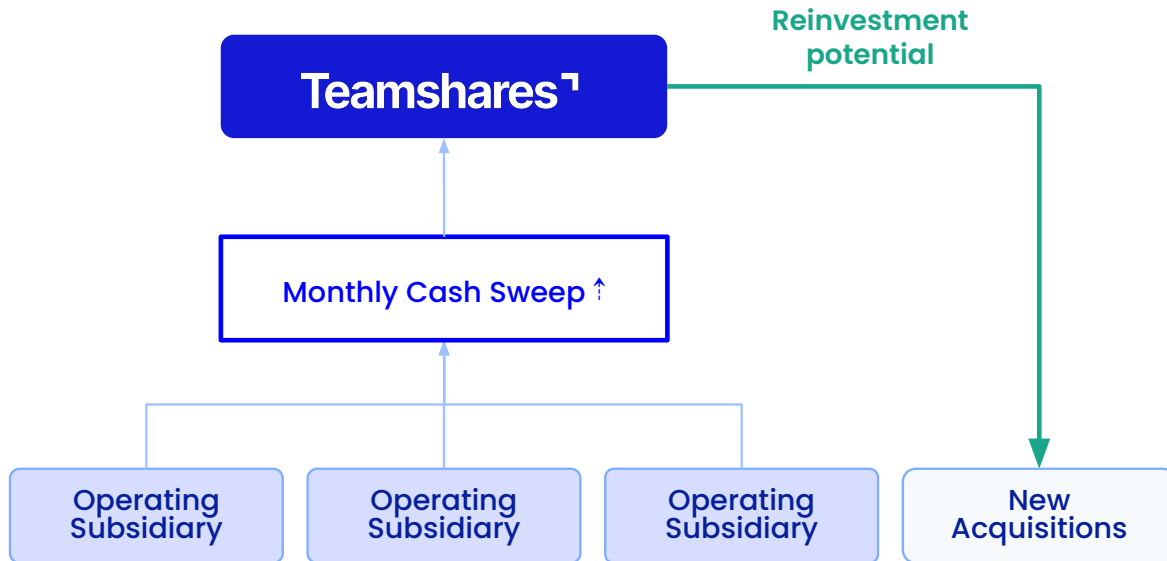 Reinvestment
potential
Teamshares
Monthly Cash Sweep ⇡
Operating
Subsidiary
Operating
Subsidiary
Operating
Subsidiary
New
Acquisitions